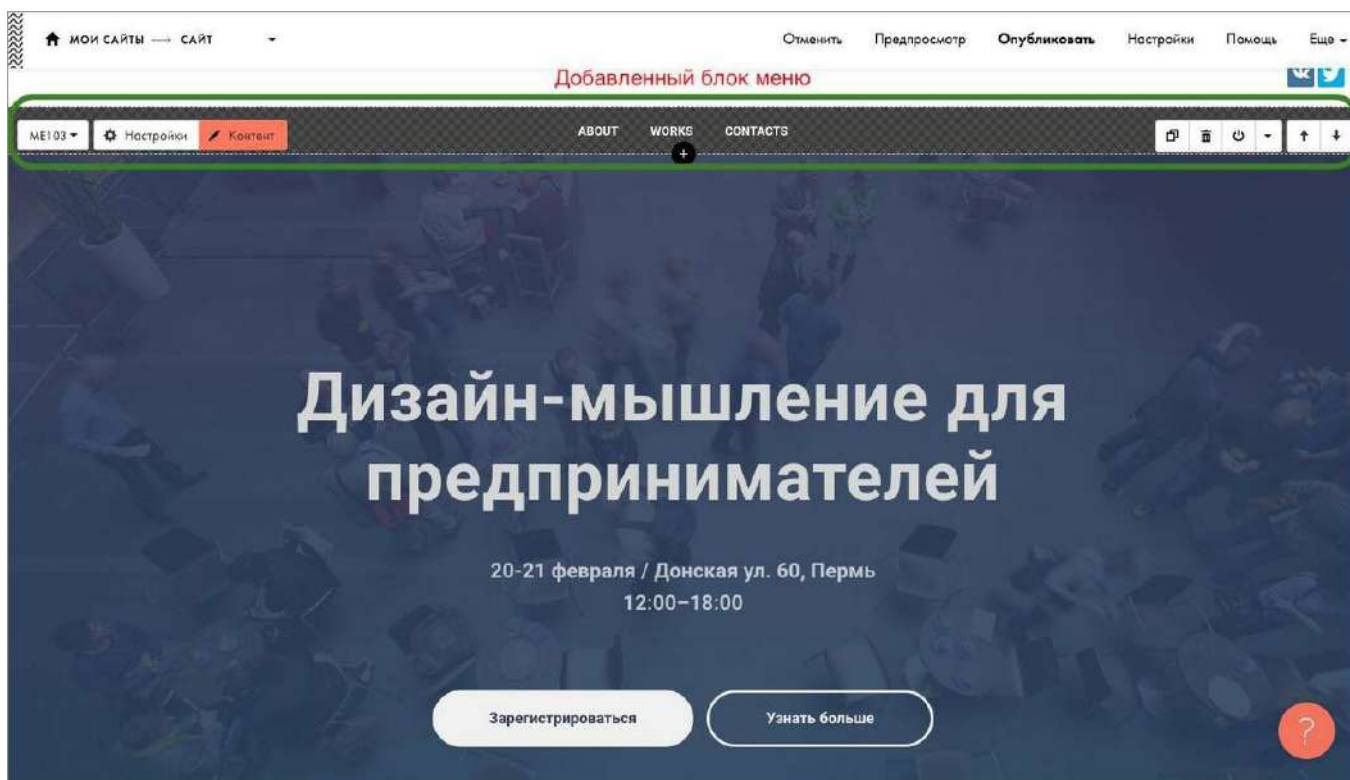 МОИ САЙТЫ → САЙТ
Отменить Предпросмотр Опубликовать Настройки Помощь Еще
Добавленный блок меню
ME103 Настройки Контент ABOUT WORKS CONTACTS
Дизайн-мышление для
предпринимателей
20-21 февраля / Донская ул. 60, Пермь
12:00–18:00
Зарегистрироваться Узнать больше
?